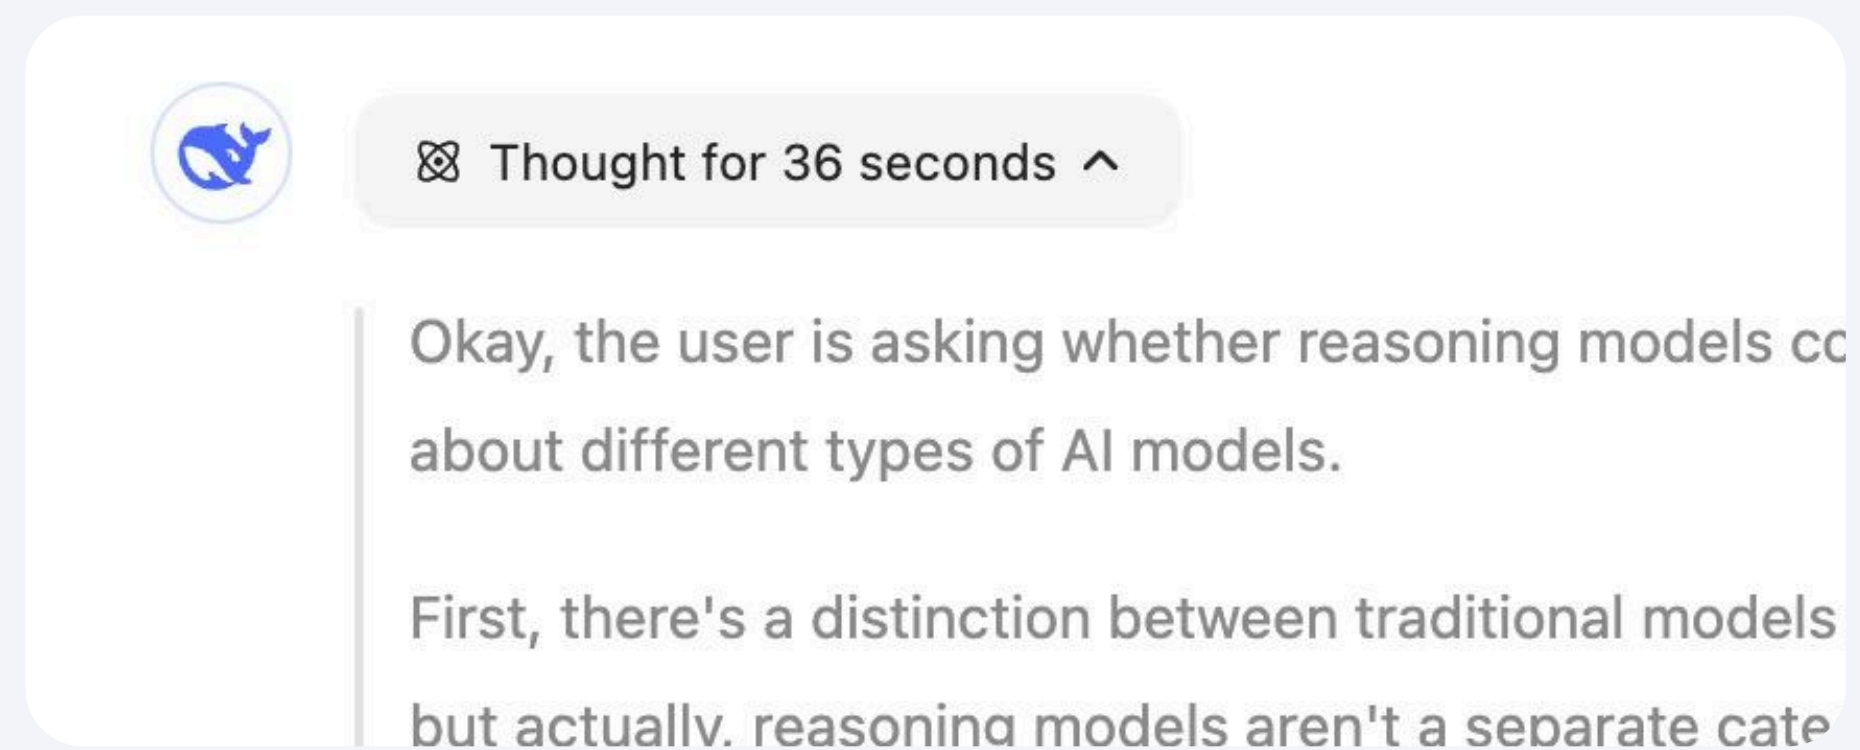 Thought for 36 seconds
Okay, the user is asking whether reasoning models
about different types of AI models.
First, there's a distinction between traditional models
but actually, reasoning models aren't a separate